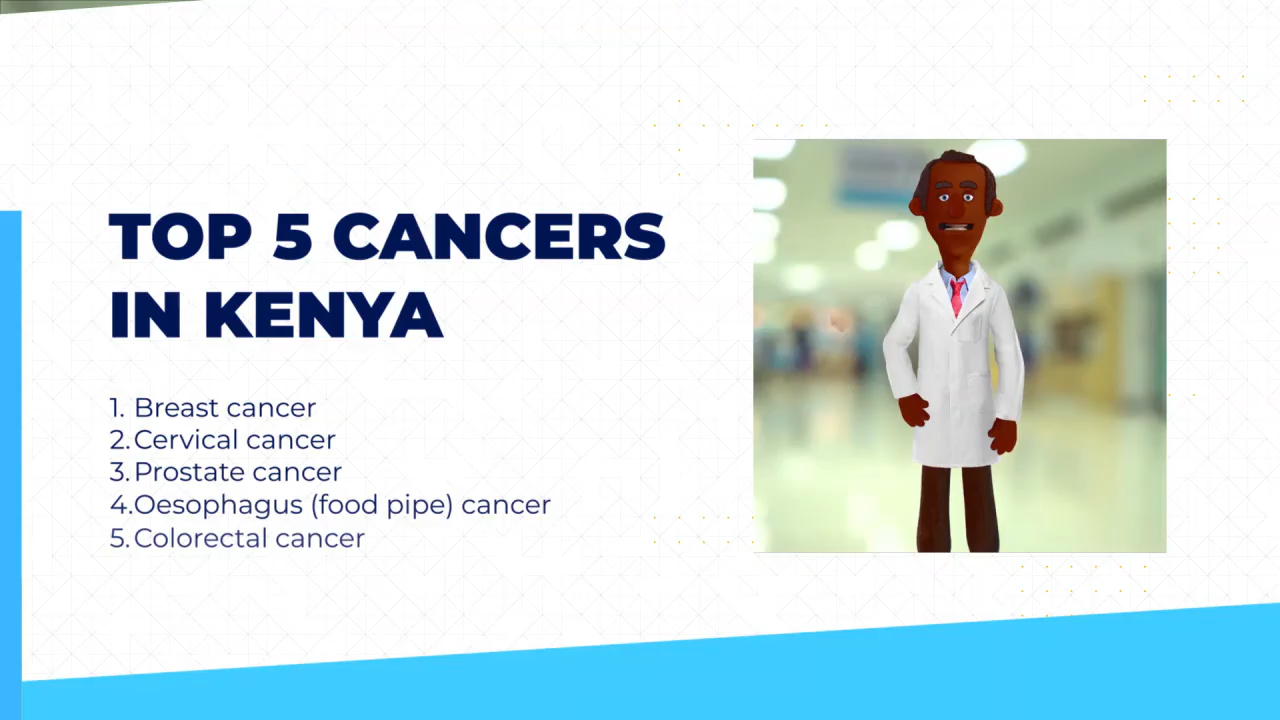 TOP 5 CANCERS
IN KENYA
1. Breast cancer
2. Cervical cancer
3. Prostate cancer
4. Oesophagus (food pipe) cancer
5. Colorectal cancer